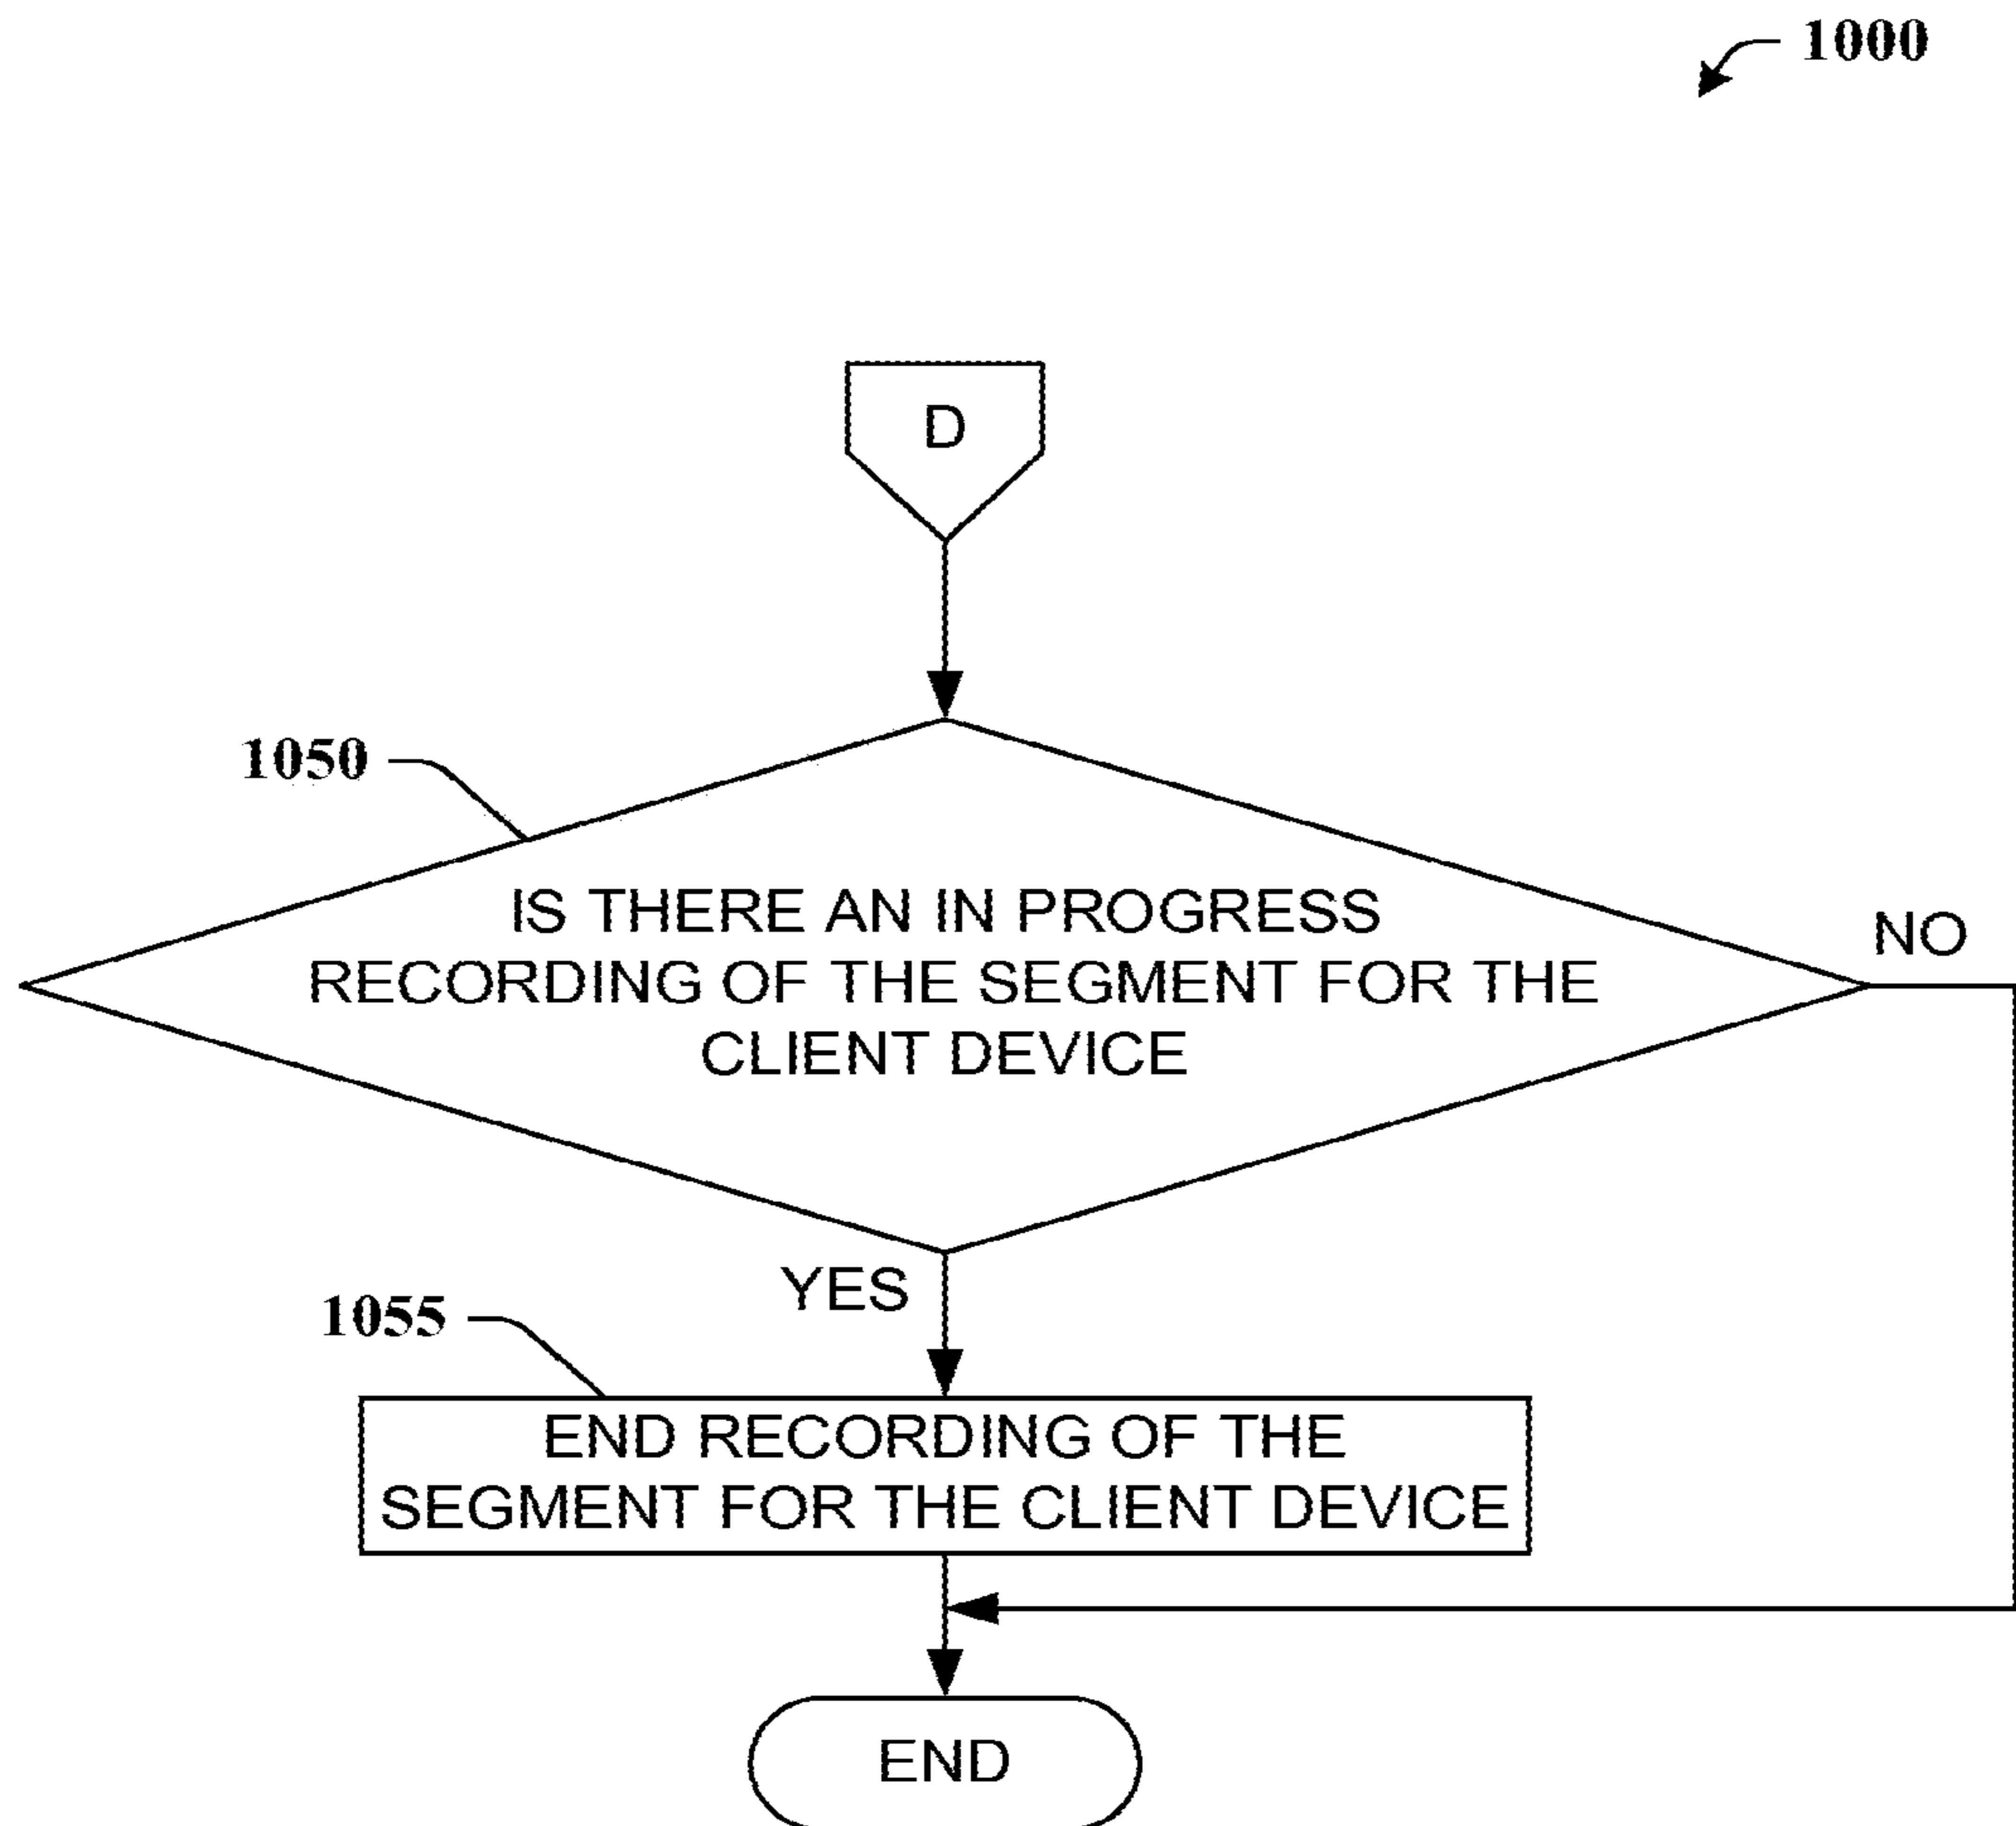 1000
D
1050
IS THERE AN IN PROGRESS
RECORDING OF THE SEGMENT FOR THE
CLIENT DEVICE
NO
YES
1055
END RECORDING OF THE
SEGMENT FOR THE CLIENT DEVICE
END